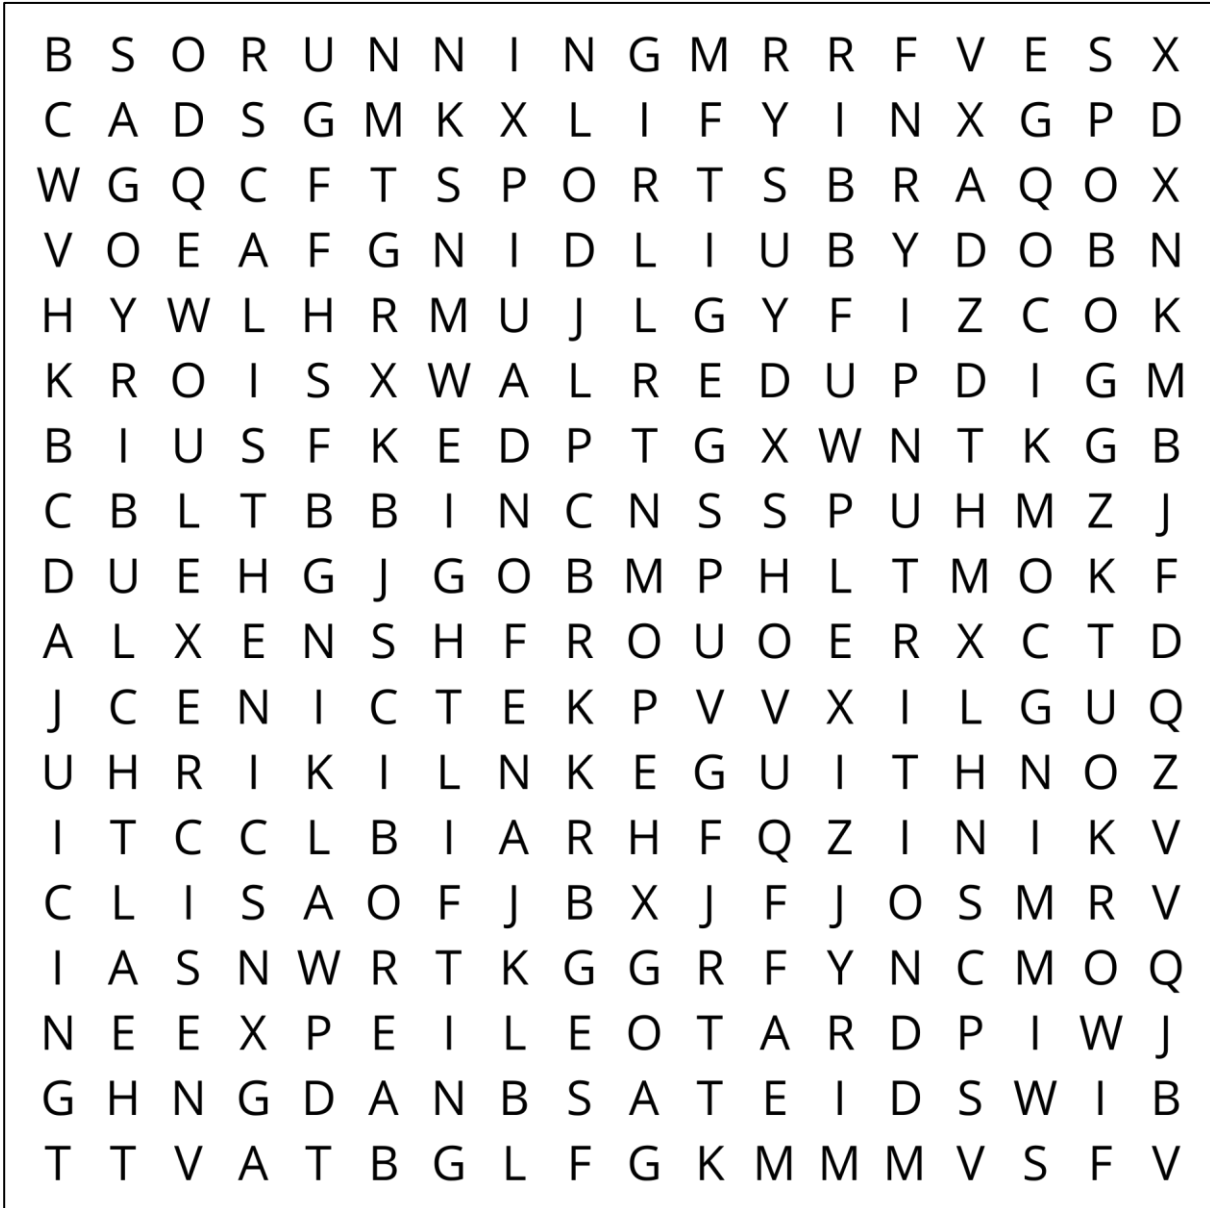 B S O R U N N I N G M R R F V E S X
C A D S G M K X L I F Y I N X G P D
W G Q C F T S P O R T S B R A Q O X
V O E A F G N I D L I U B Y D O B N
H Y W L H R M U J L G Y F I Z C O K
K R O I S X W A L R E D U P D I G M
B I U S F K E D P T G X W N T K G B
C B L T B B I N C N S S P U H M Z J
D U E H G J G O B M P H L T M O K F
A L X E N S H F R O U O E R X C T D
J C E N I C T E K P V V X I L G U Q
U H R I K I L N K E G U I T H N O Z
I T C C L B I A R H F Q Z I N I K V
C L I S A O F J B X J F J O S M R V
I A S N W R T K G G R F Y N C M O Q
N E E X P E I L E O T A R D P I W J
G H N G D A N B S A T E I D S W I B
T T V A T B G L F G K M M M V S F V